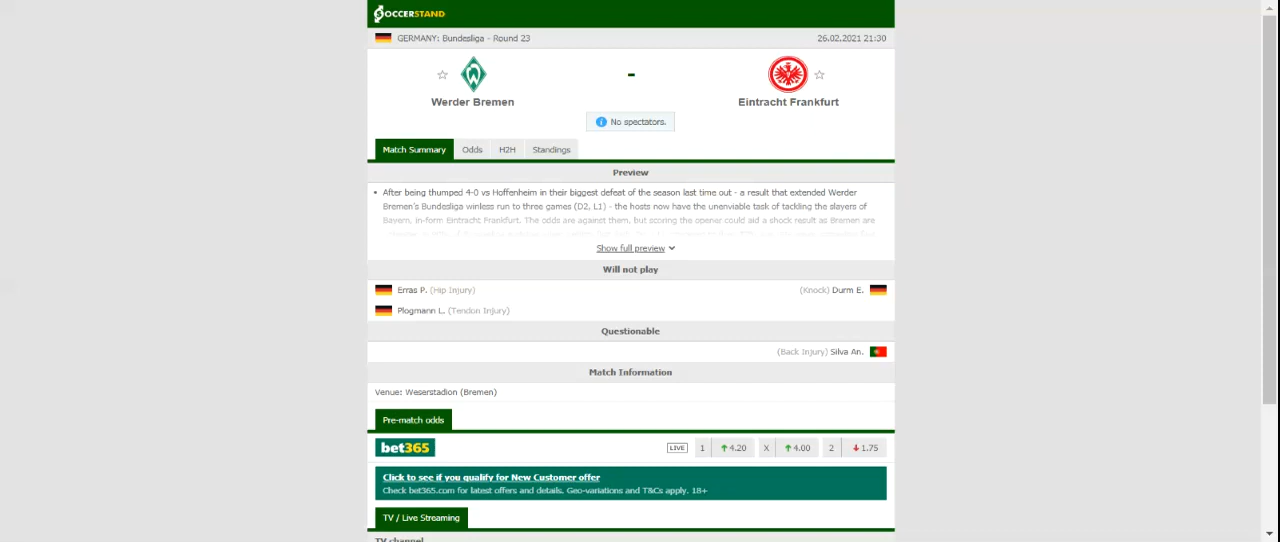 SOCCERSTAND
GERMANY: Bundesliga - Round 23
26.02.2021 21:30
Werder Bremen
-
Eintracht Frankfurt
No spectators.
Match Summary
Odds
H2H
Standings
Preview
• After being thumped 4-0 vs Hoffenheim in their biggest defeat of the season last time out - a result that extended Werder
Bremen's Bundesliga winless run to three games (D2, L1) - the hosts now have the unenviable task of tackling the slayers of
Bayern, in-form Eintracht Frankfurt. The odds are against them, but scoring the opener could aid a shock result as Bremen are
Show full preview
Will not play
Erras P. (Hip Injury)
(Knock) Durm E.
Plogmann L. (Tendon Injury)
Questionable
(Back Injury) Silva An.
Match Information
Venue: Weserstadion (Bremen)
Pre-match odds
bet365
LIVE
1 4.20
X 4.00
2 1.75
Click to see if you qualify for New Customer offer
Check bet365.com for latest offers and details. Geo-variations and T&Cs apply. 18+
TV / Live Streaming
TV channel